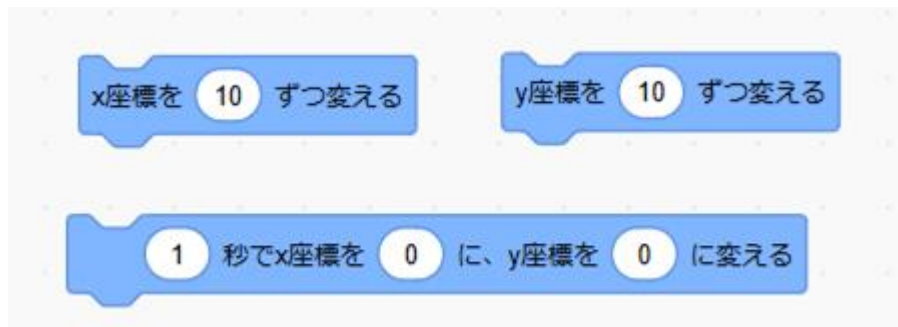 x座標を 10 ずつ変える
y座標を 10 ずつ変える
1 秒でx座標を 0 に、y座標を 0 に変える